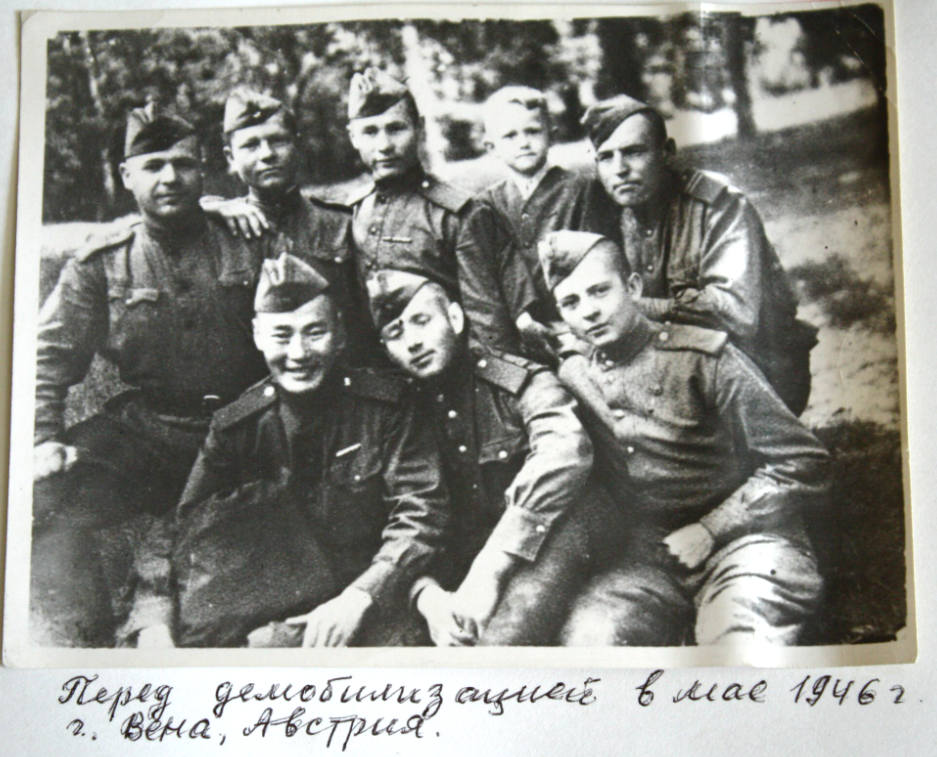 Перед демобилизацией в мае 1946 г.
г. Вена, Австрия.